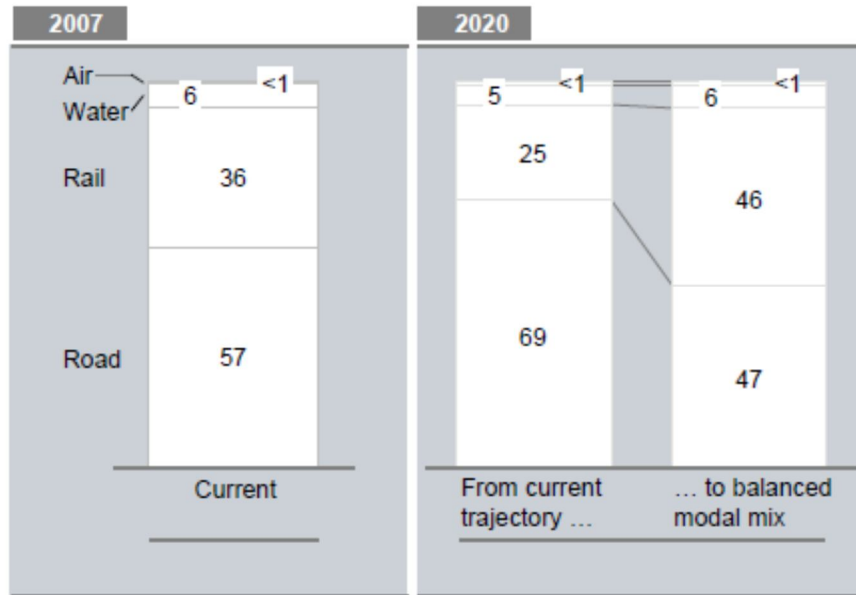 2007
Air
Water
6
<1
Rail
36
Road
57
Current
2020
5
<1
6
<1
25
46
69
47
From current
trajectory …
… to balanced
modal mix